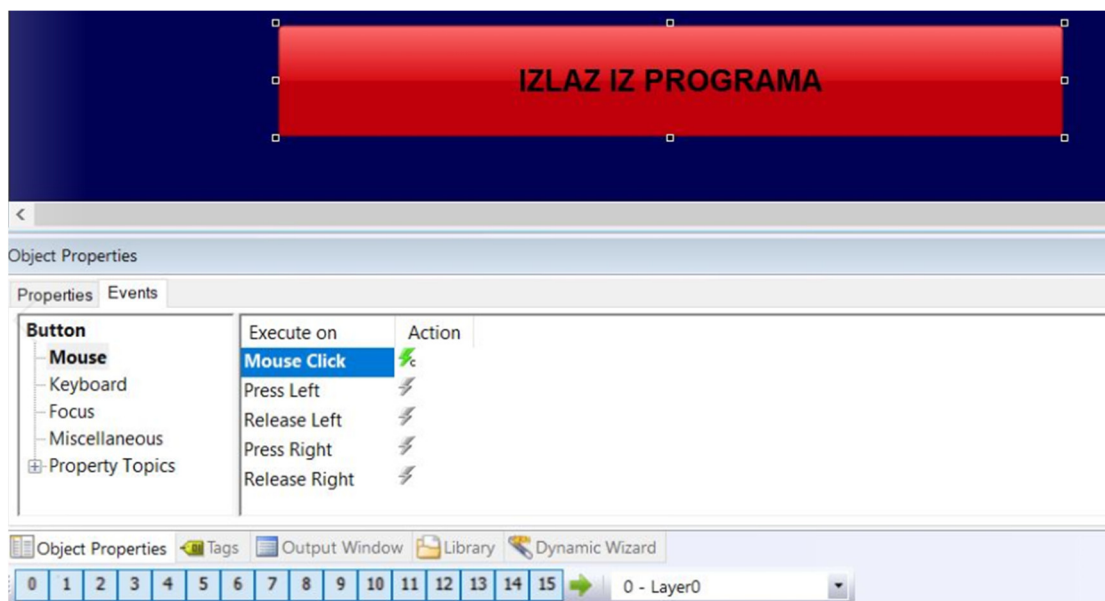 IZLAZ IZ PROGRAMA
Object Properties
Properties Events
Button
Mouse
Keyboard
Focus
Miscellaneous
Property Topics
Execute on Action
Mouse Click
Press Left
Release Left
Press Right
Release Right
Object Properties Tags Output Window Library Dynamic Wizard
0 1 2 3 4 5 6 7 8 9 10 11 12 13 14 15 0 - Layer0